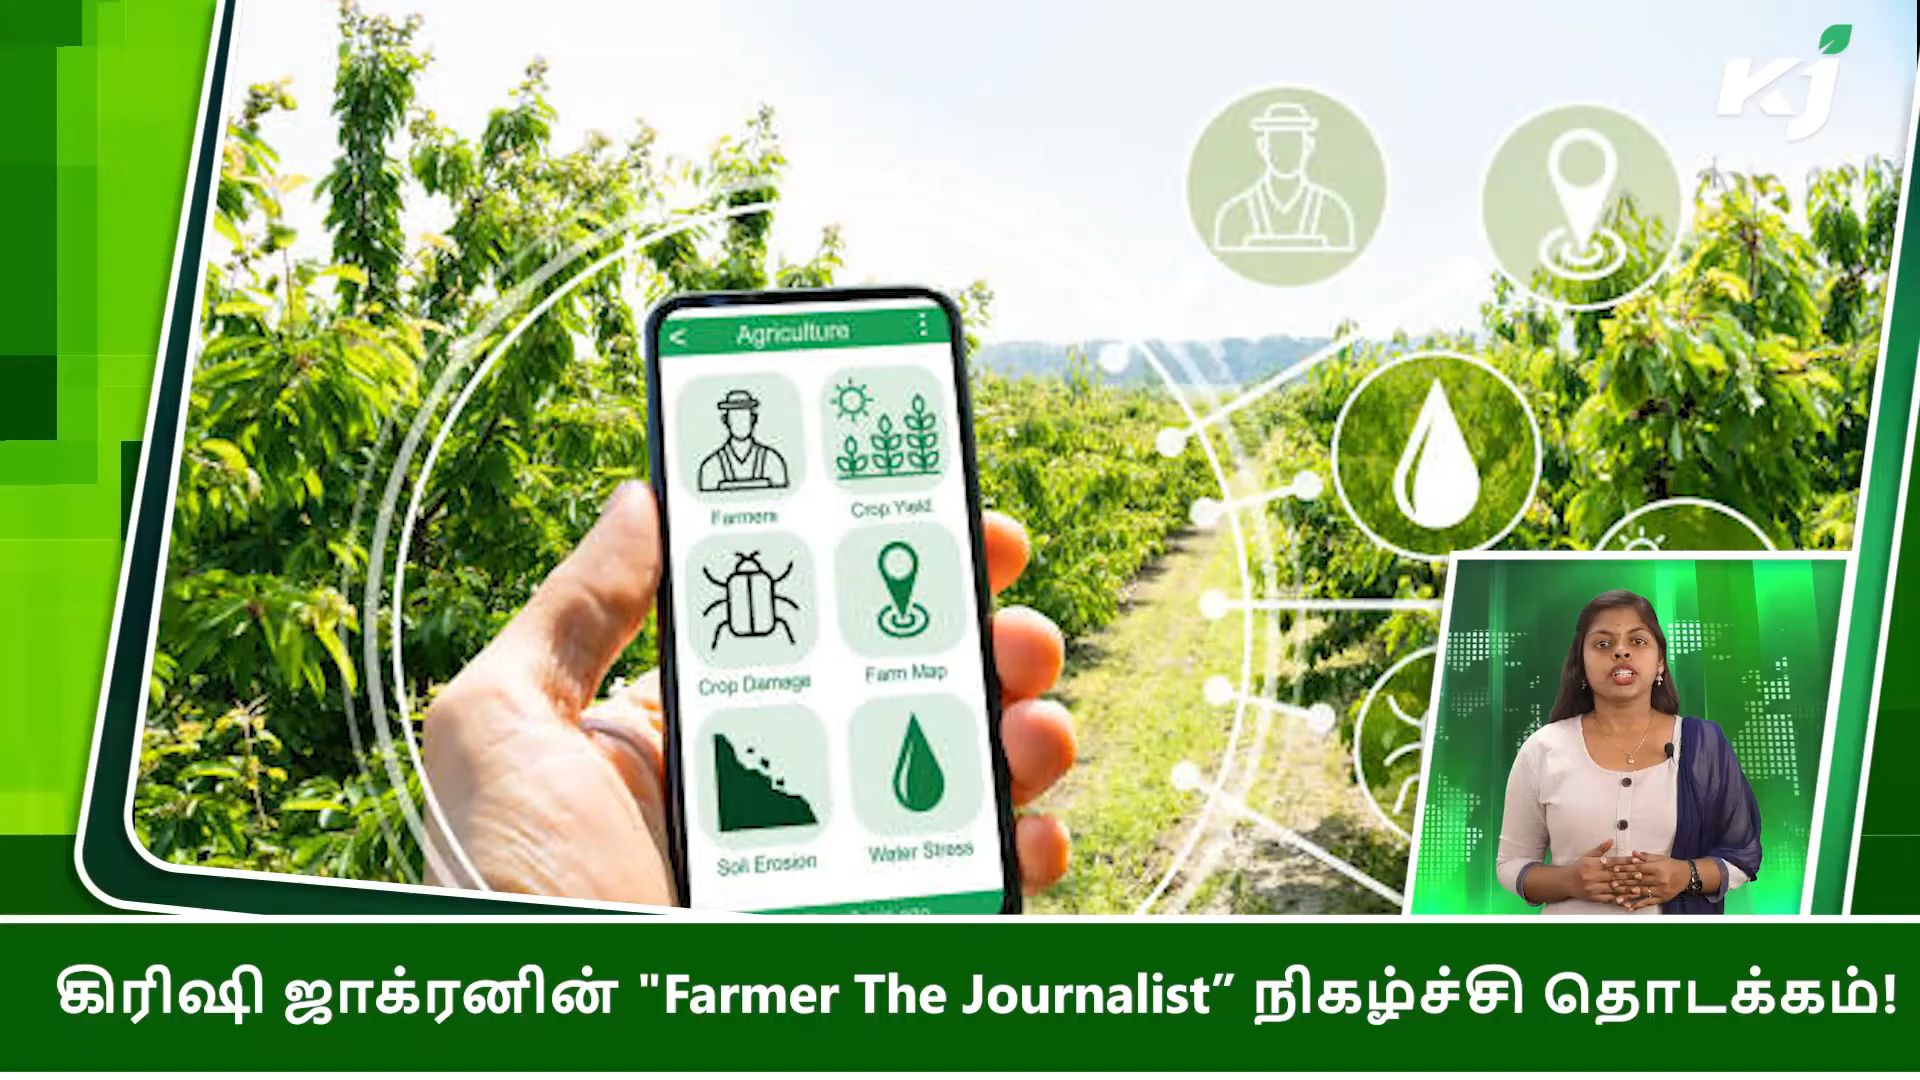 KJ
< Agriculture
Farmers
Crop Yield
Crop Damage
Farm Map
Soil Erosion
Water Stress
கிரிஷி ஜாக்ரனின் "Farmer The Journalist” நிகழ்ச்சி தொடக்கம்!